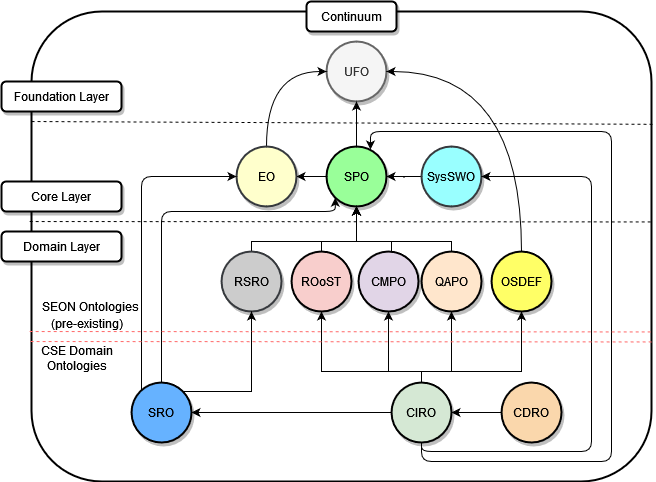 Continuum
UFO
Foundation Layer
EO
SPO
SysSWO
Core Layer
Domain Layer
RSRO
ROoST
CMPO
QAPO
OSDEF
SEON Ontologies
(pre-existing)
CSE Domain
Ontologies
SRO
CIRO
CDRO